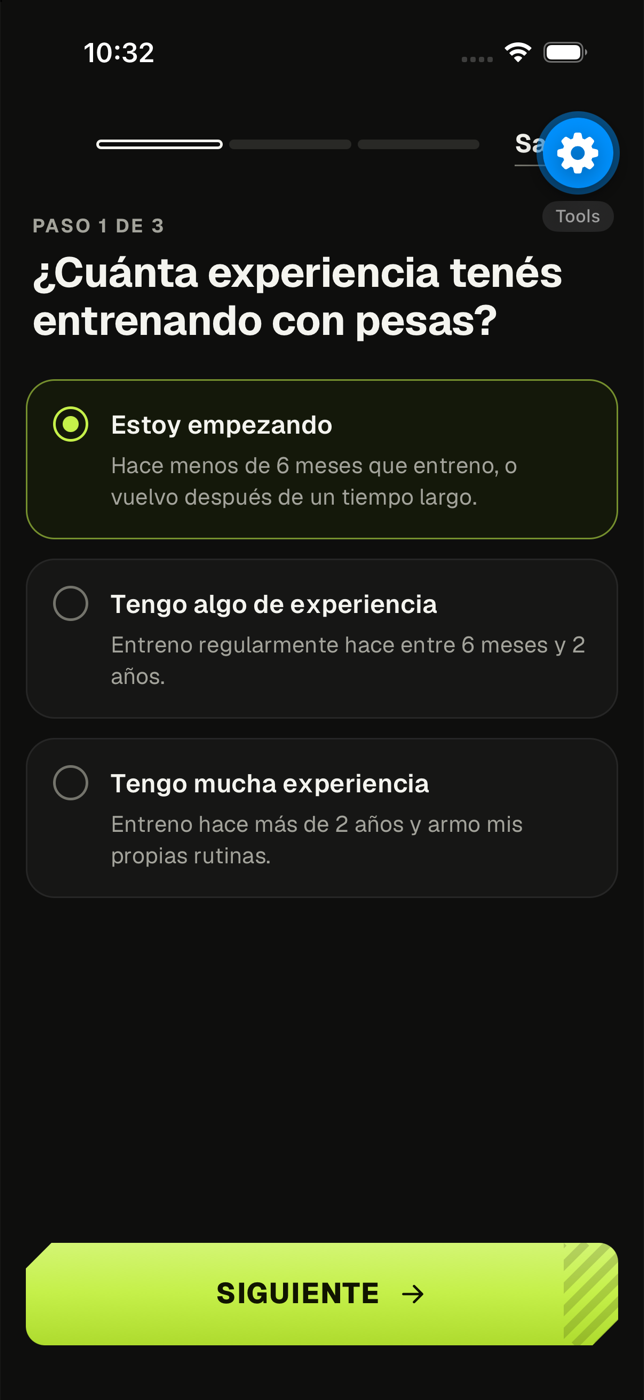 10:32
Tools
PASO 1 DE 3
¿Cuánta experiencia tenés
entrenando con pesas?
Estoy empezando
Hace menos de 6 meses que entreno, o
vuelvo después de un tiempo largo.
Tengo algo de experiencia
Entreno regularmente hace entre 6 meses y 2
años.
Tengo mucha experiencia
Entreno hace más de 2 años y armo mis
propias rutinas.
SIGUIENTE →